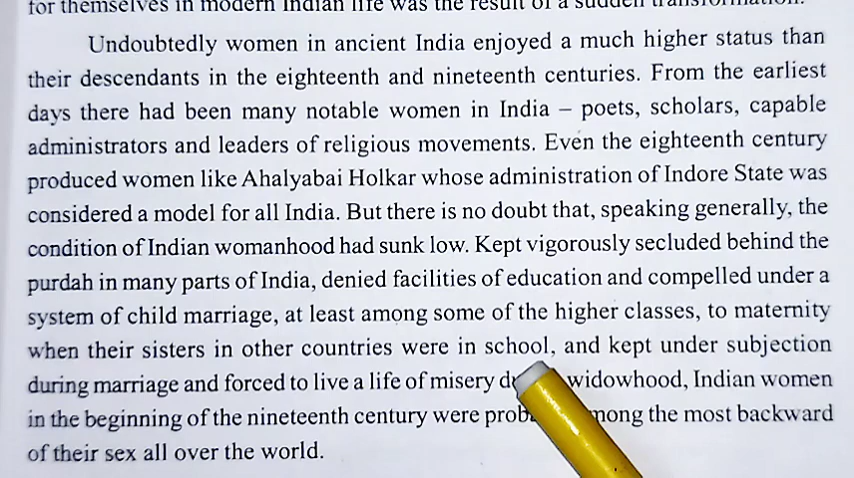 for themselves in modern Indian life was the result of a sudden transformation.
Undoubtedly women in ancient India enjoyed a much higher status than
their descendants in the eighteenth and nineteenth centuries. From the earliest
days there had been many notable women in India – poets, scholars, capable
administrators and leaders of religious movements. Even the eighteenth century
produced women like Ahalyabai Holkar whose administration of Indore State was
considered a model for all India. But there is no doubt that, speaking generally, the
condition of Indian womanhood had sunk low. Kept vigorously secluded behind the
purdah in many parts of India, denied facilities of education and compelled under a
system of child marriage, at least among some of the higher classes, to maternity
when their sisters in other countries were in school, and kept under subjection
during marriage and forced to live a life of misery widowhood, Indian women
in the beginning of the nineteenth century were the most backward
of their sex all over the world.